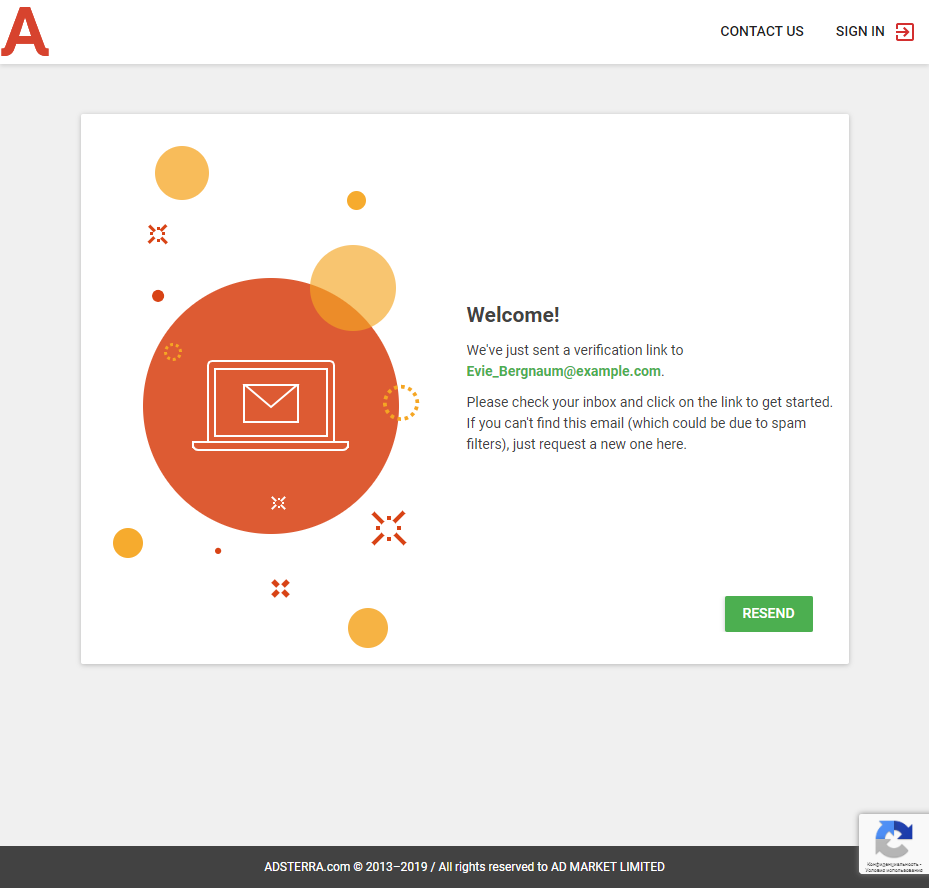 A
CONTACT US
SIGN IN
Welcome!
We've just sent a verification link to
Evie_Bergnaum@example.com.
Please check your inbox and click on the link to get started.
If you can't find this email (which could be due to spam
filters), just request a new one here.
RESEND
Конфиденциальность -
Условия использования
ADSTERRA.com © 2013–2019 / All rights reserved to AD MARKET LIMITED